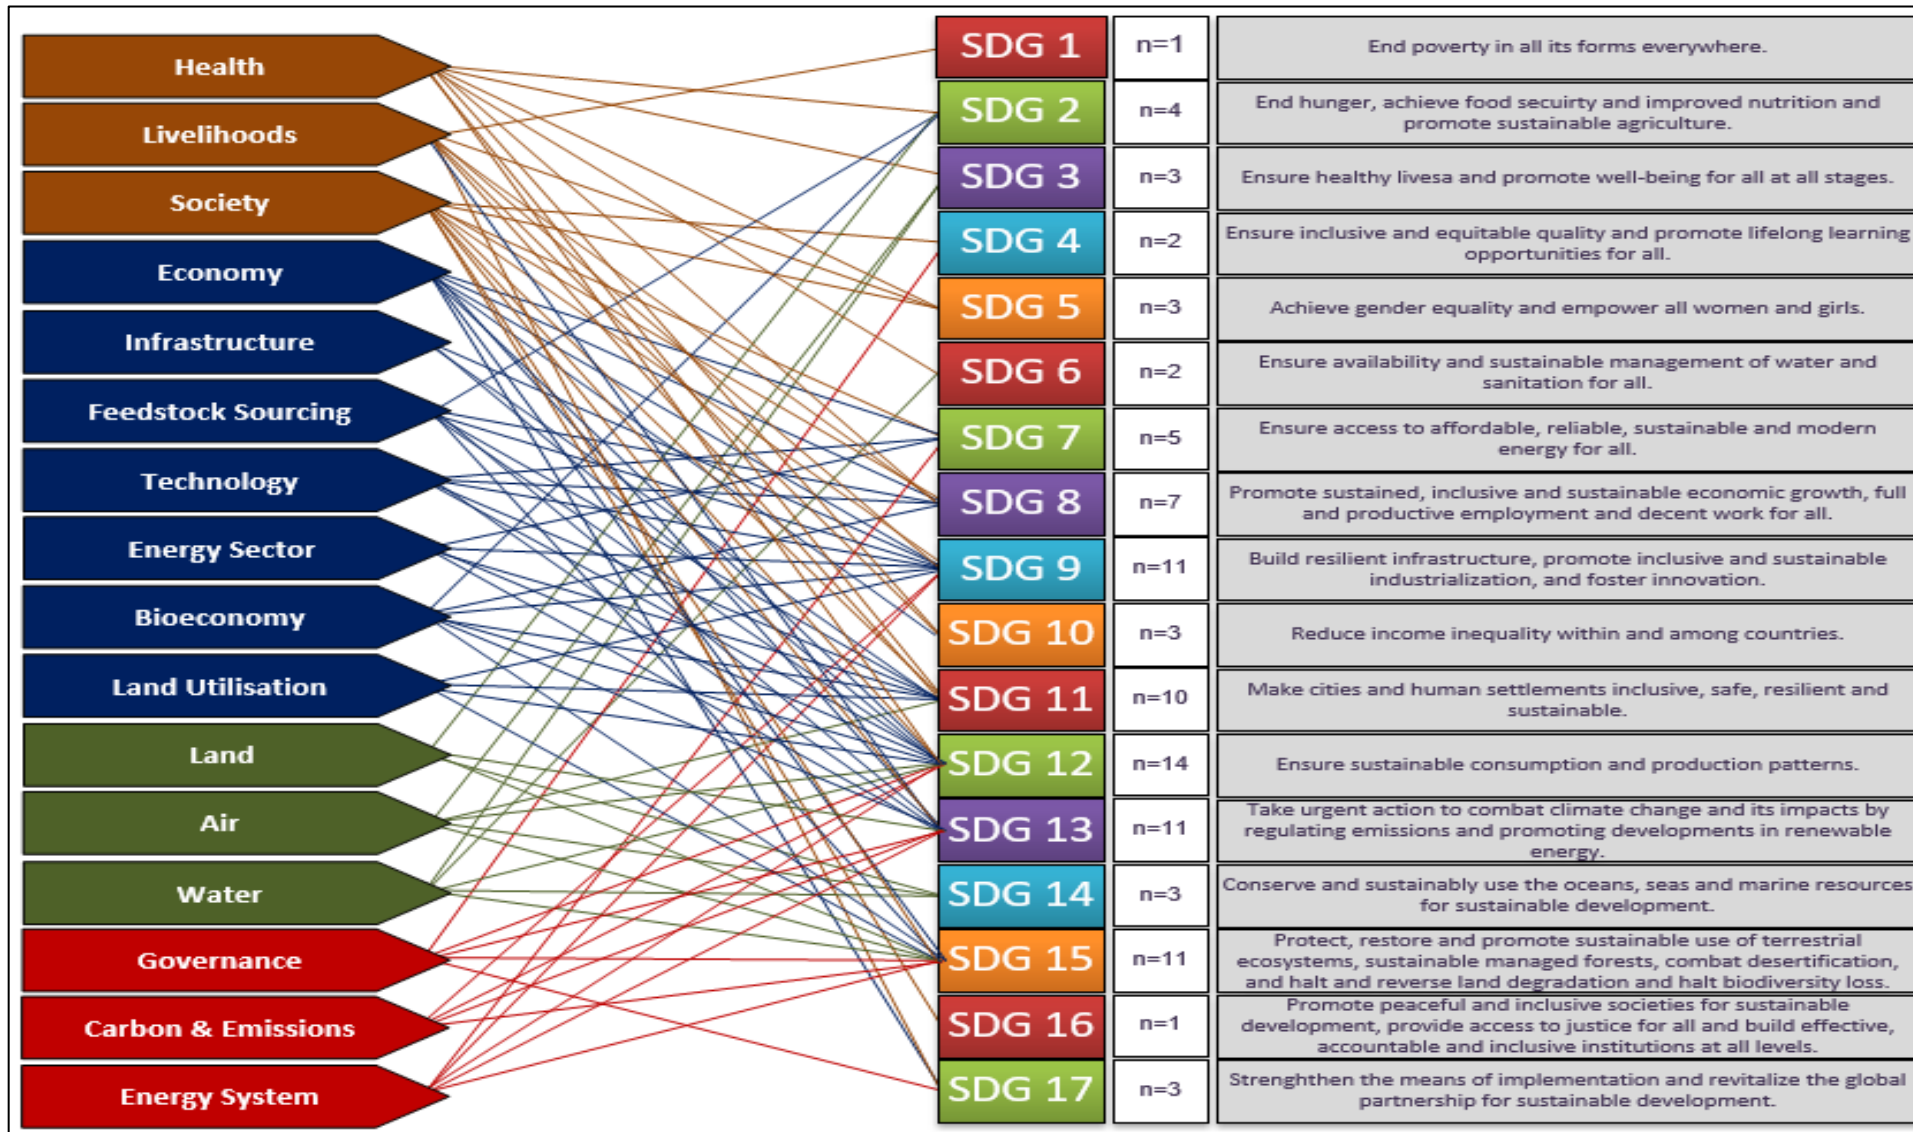 Health
Livelihoods
Society
Economy
Infrastructure
Feedstock Sourcing
Technology
Energy Sector
Bioeconomy
Land Utilisation
Land
Air
Water
Governance
Carbon & Emissions
Energy System
SDG 1
n=1
End poverty in all its forms everywhere.
SDG 2
n=4
End hunger, achieve food secuirty and improved nutrition and
promote sustainable agriculture.
SDG 3
n=3
Ensure healthy livesa and promote well-being for all at all stages.
SDG 4
n=2
Ensure inclusive and equitable quality and promote lifelong learning
opportunities for all.
SDG 5
n=3
Achieve gender equality and empower all women and girls.
SDG 6
n=2
Ensure availability and sustainable management of water and
sanitation for all.
SDG 7
n=5
Ensure access to affordable, reliable, sustainable and modern
energy for all.
SDG 8
n=7
Promote sustained, inclusive and sustainable economic growth, full
and productive employment and decent work for all.
SDG 9
n=11
Build resilient infrastructure, promote inclusive and sustainable
industrialization, and foster innovation.
SDG 10
n=3
Reduce income inequality within and among countries.
SDG 11
n=10
Make cities and human settlements inclusive, safe, resilient and
sustainable.
SDG 12
n=14
Ensure sustainable consumption and production patterns.
SDG 13
n=11
Take urgent action to combat climate change and its impacts by
regulating emissions and promoting developments in renewable
energy.
SDG 14
n=3
Conserve and sustainably use the oceans, seas and marine resources
for sustainable development.
SDG 15
n=11
Protect, restore and promote sustainable use of terrestrial
ecosystems, sustainable managed forests, combat desertification,
and halt and reverse land degradation and halt biodiversity loss.
SDG 16
n=1
Promote peaceful and inclusive societies for sustainable
development, provide access to justice for all and build effective,
accountable and inclusive institutions at all levels.
SDG 17
n=3
Strenghthen the means of implementation and revitalize the global
partnership for sustainable development.